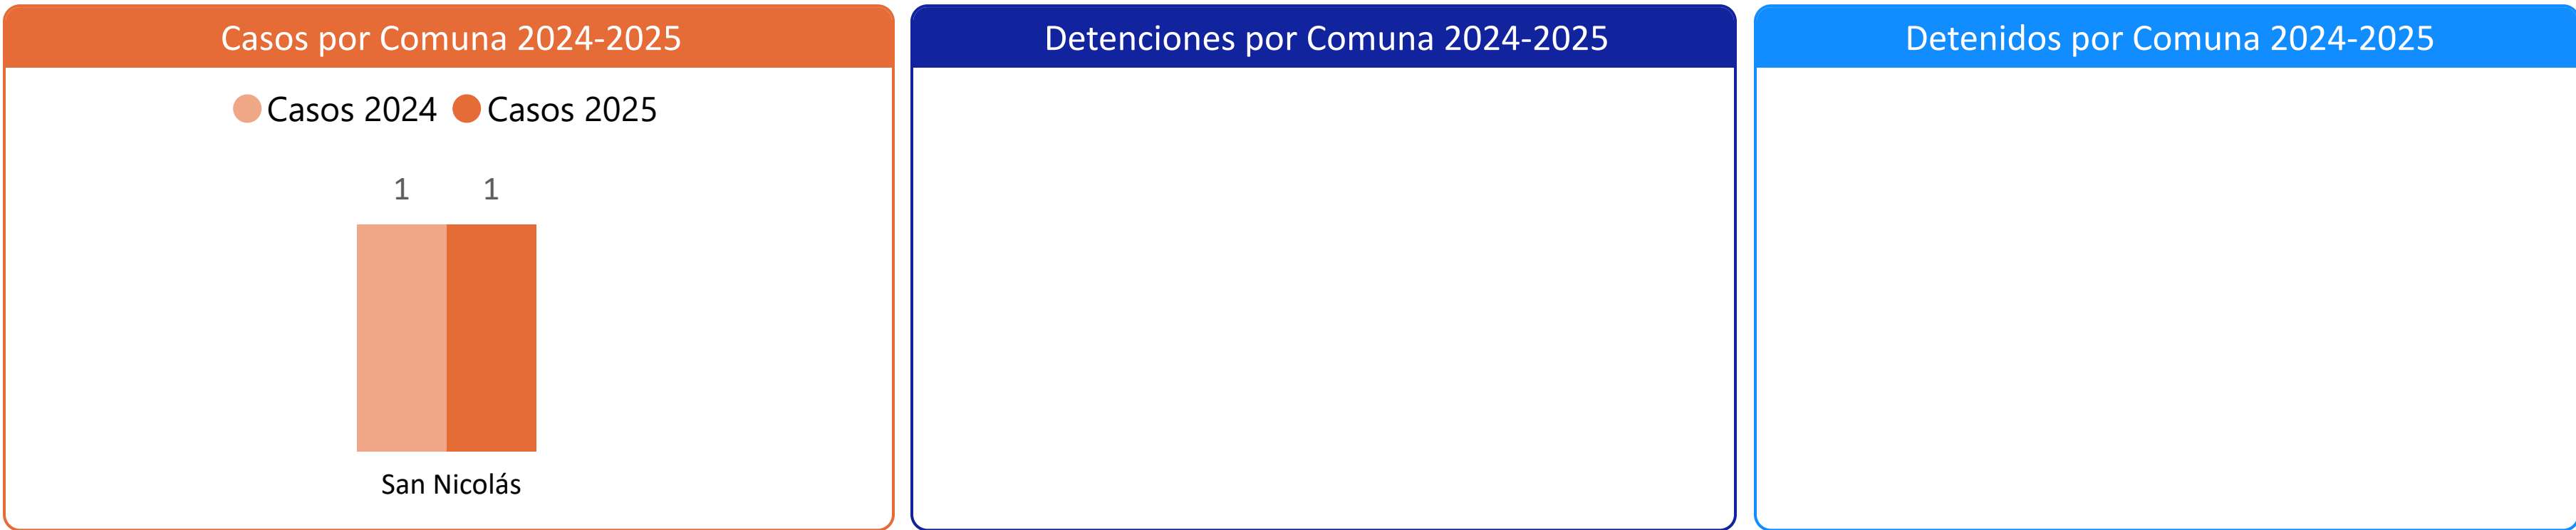 Casos por Comuna 2024-2025
Casos 2024 Casos 2025
1 1
San Nicolás
Detenciones por Comuna 2024-2025
Detenidos por Comuna 2024-2025